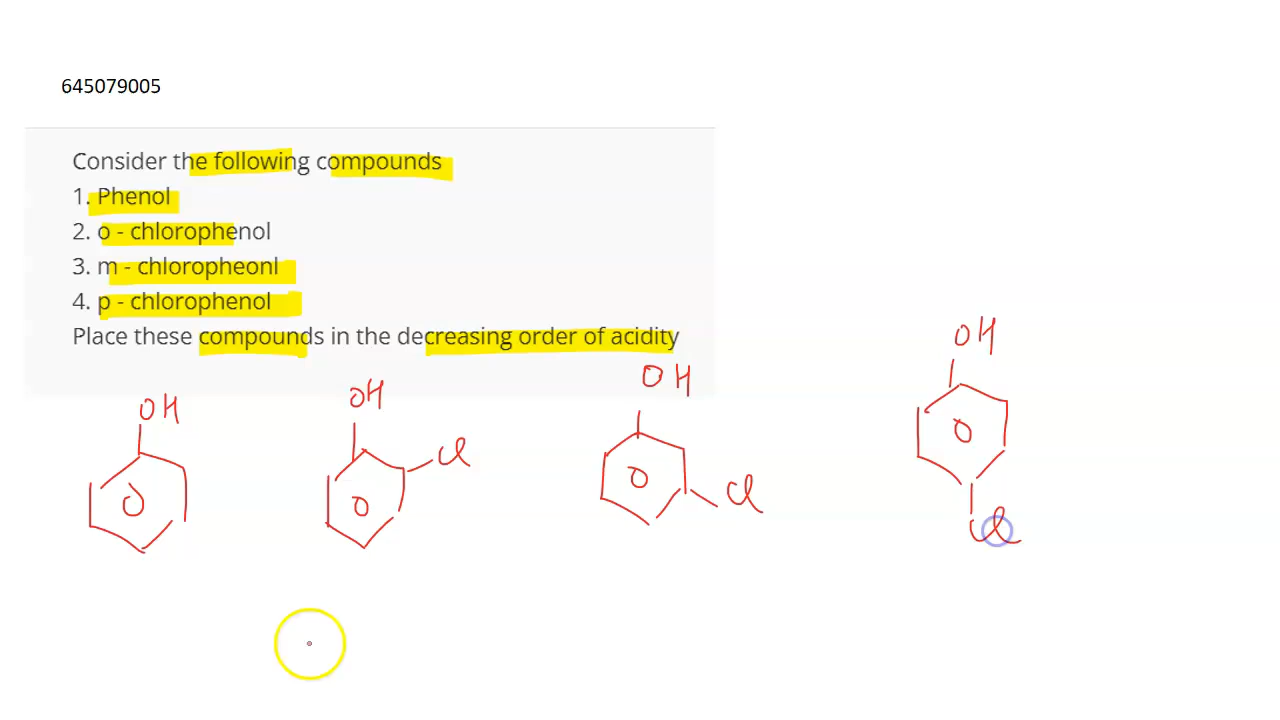 645079005
Consider the following compounds
1. Phenol
2. o - chlorophenol
3. m - chloropheonl
4. p - chlorophenol
Place these compounds in the decreasing order of acidity
OH
OH
Cl
OH
Cl
OH
Cl